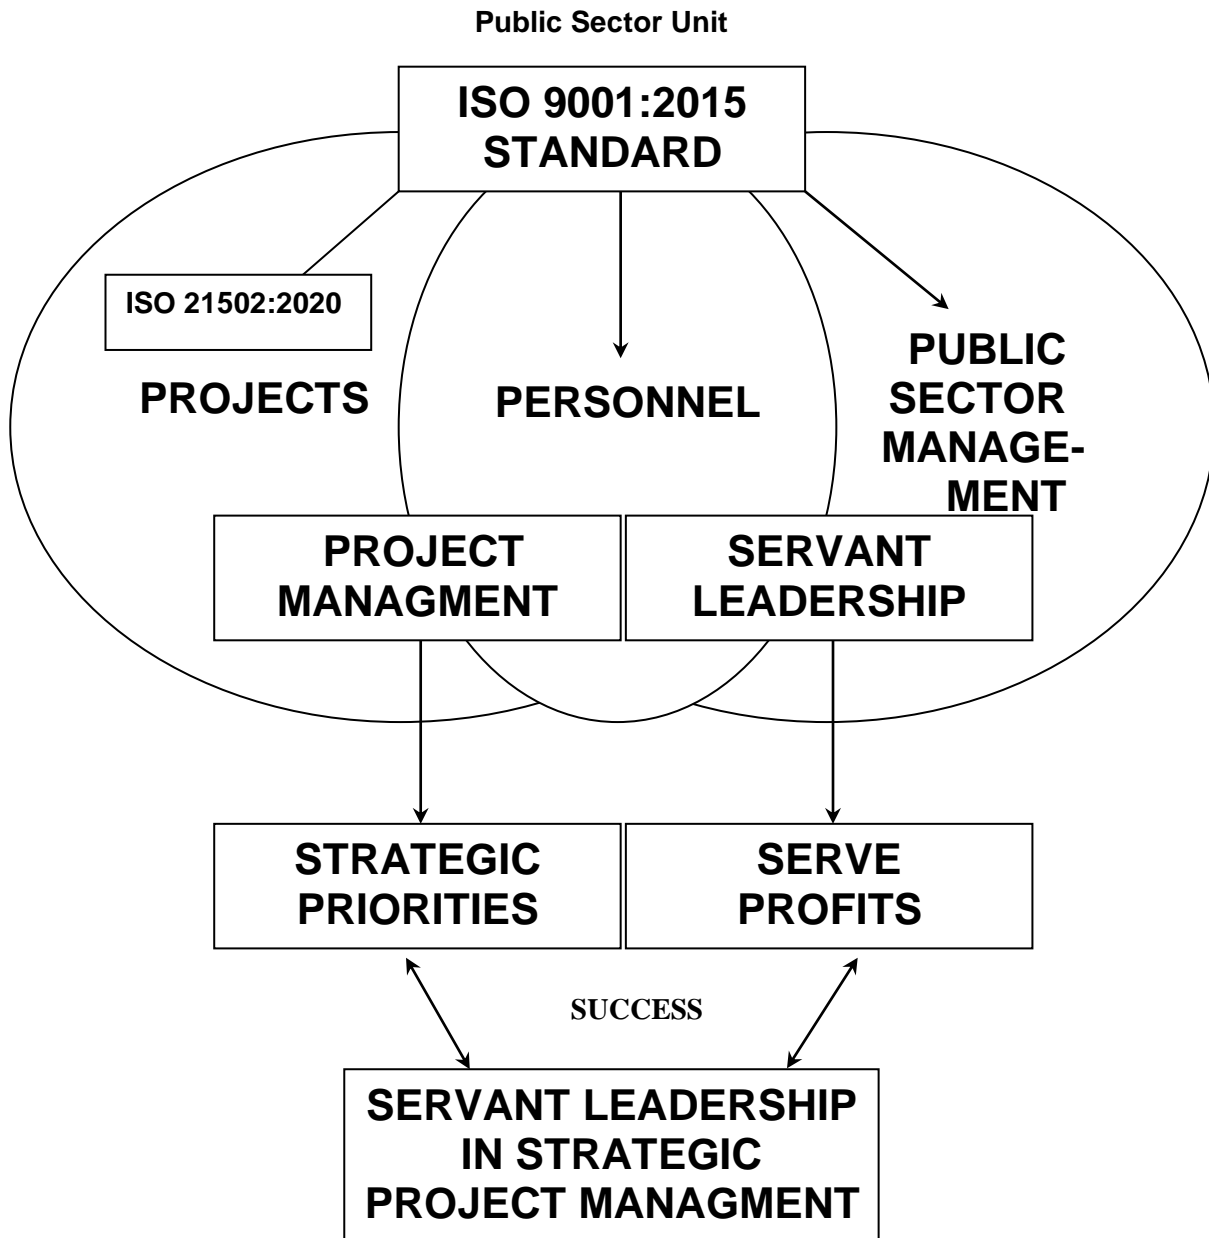 Public Sector Unit
ISO 9001:2015
STANDARD
ISO 21502:2020
PROJECTS
PERSONNEL
PUBLIC
SECTOR
MANAGE-
MENT
PROJECT
MANAGMENT
SERVANT
LEADERSHIP
STRATEGIC
PRIORITIES
SERVE
PROFITS
SUCCESS
SERVANT LEADERSHIP
IN STRATEGIC
PROJECT MANAGMENT